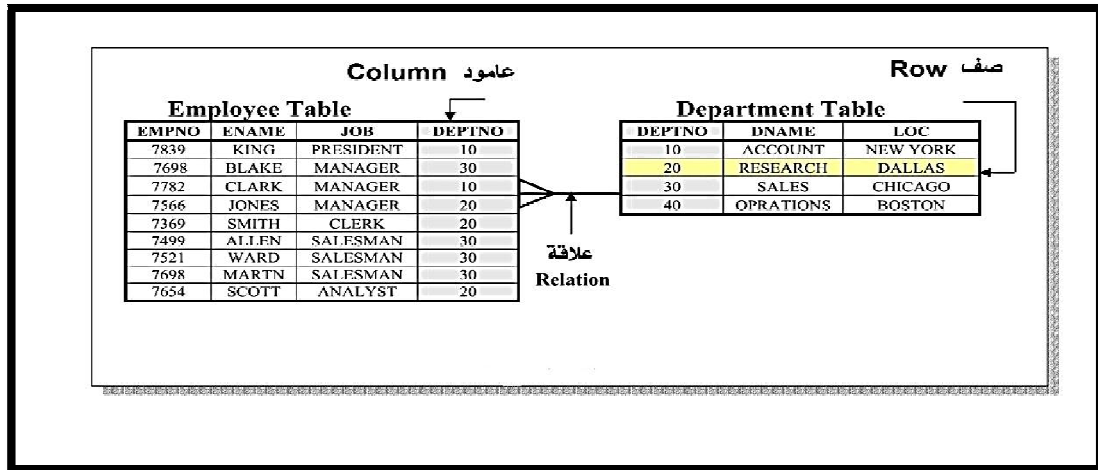 عامود Column
صف Row
Employee Table
EMPNO ENAME JOB DEPTNO
7839 KING PRESIDENT 10
7698 BLAKE MANAGER 30
7782 CLARK MANAGER 10
7566 JONES MANAGER 20
7369 SMITH CLERK 20
7499 ALLEN SALESMAN 30
7521 WARD SALESMAN 30
7698 MARTN SALESMAN 30
7654 SCOTT ANALYST 20
علاقة
Relation
Department Table
DEPTNO DNAME LOC
10 ACCOUNT NEW YORK
20 RESEARCH DALLAS
30 SALES CHICAGO
40 OPRATIONS BOSTON